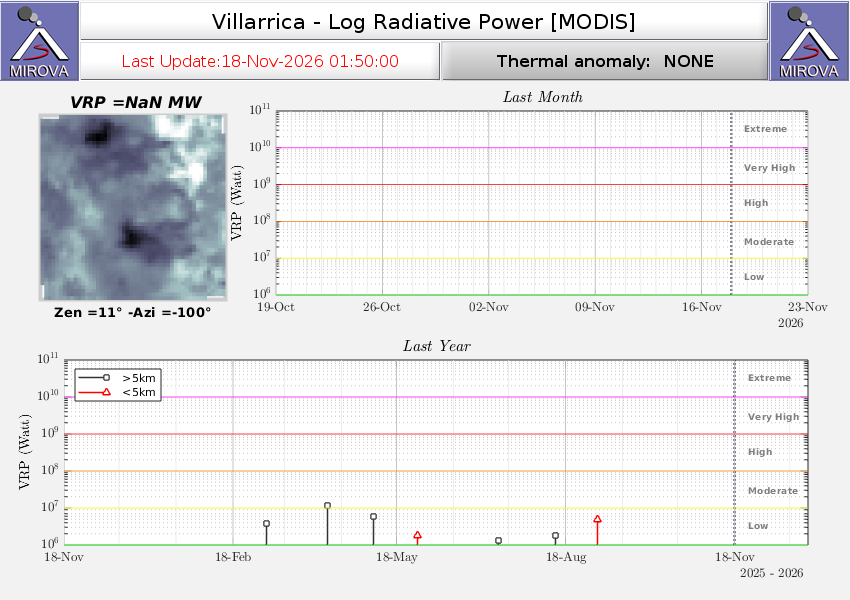 Villarrica - Log Radiative Power [MODIS]
MIROVA
Last Update:18-Nov-2026 01:50:00
Thermal anomaly: NONE
MIROVA
VRP =NaN MW
Zen =11° -Azi =-100°
Last Month
VRP (Watt)
10^11
10^10
10^9
10^8
10^7
10^6
Extreme
Very High
High
Moderate
Low
19-Oct 26-Oct 02-Nov 09-Nov 16-Nov 23-Nov
2026
Last Year
VRP (Watt)
10^11
10^10
10^9
10^8
10^7
10^6
>5km
<5km
Extreme
Very High
High
Moderate
Low
18-Nov 18-Feb 18-May 18-Aug 18-Nov
2025 - 2026